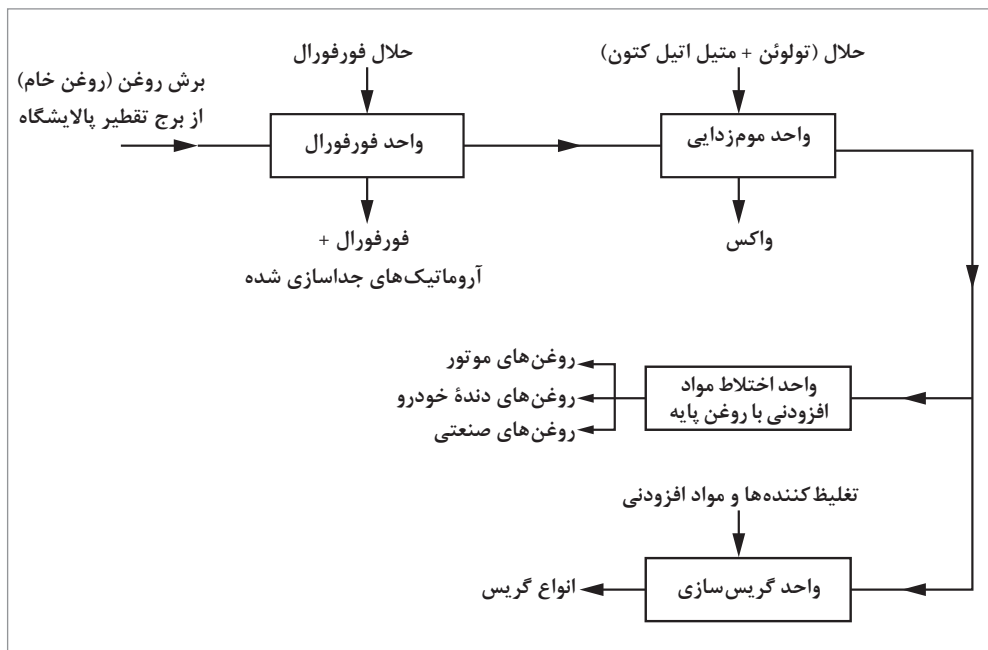 حلال فورفورال
حلال (تولوئن + متیل اتیل کتون)
برش روغن (روغن خام)
از برج تقطیر پالایشگاه
واحد فورفورال
واحد موم‌زدایی
فورفورال +
آروماتیک‌های جداسازی شده
واکس
روغن‌های موتور
روغن‌های دندهٔ خودرو
روغن‌های صنعتی
واحد اختلاط مواد
افزودنی با روغن پایه
تغلیظ کننده‌ها و مواد افزودنی
واحد گریس‌سازی
انواع گریس